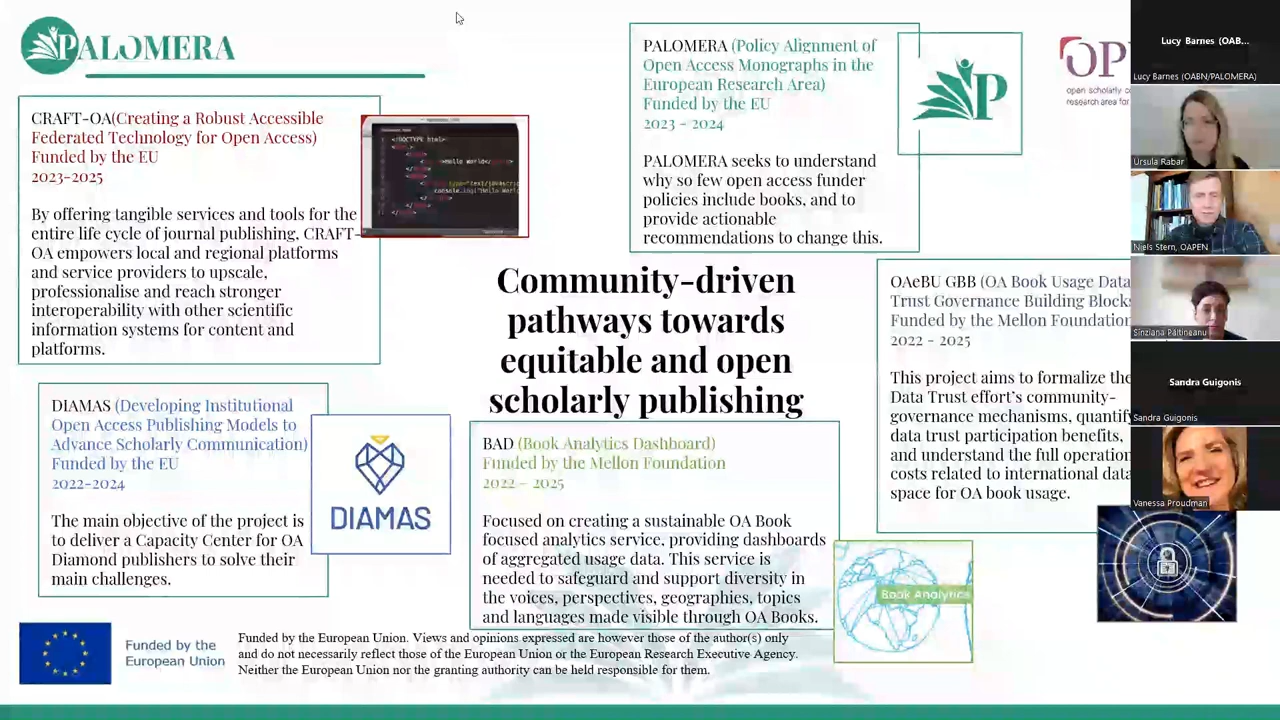 PALOMERA
CRAFT-OA(Creating a Robust Accessible
Federated Technology for Open Access)
Funded by the EU
2023-2025
By offering tangible services and tools for the
entire life cycle of journal publishing, CRAFT-
OA empowers local and regional platforms
and service providers to upscale,
professionalise and reach stronger
interoperability with other scientific
information systems for content and
platforms.
<!DOCTYPE html>
PALOMERA (Policy Alignment of
Open Access Monographs in the
European Research Area)
Funded by the EU
2023 - 2024
PALOMERA seeks to understand
why so few open access funder
policies include books, and to
provide actionable
recommendations to change this.
P
OP
open scholarly c
research area for
Community-driven
pathways towards
equitable and open
scholarly publishing
OAeBU GBB (OA Book Usage Data
Trust Governance Building Blocks
Funded by the Mellon Foundation
2022 - 2025
This project aims to formalize the
Data Trust effort's community-
governance mechanisms, quantify
data trust participation benefits,
and understand the full operation
costs related to international data
space for OA book usage.
DIAMAS (Developing Institutional
Open Access Publishing Models to
Advance Scholarly Communication)
Funded by the EU
2022-2024
The main objective of the project is
to deliver a Capacity Center for OA
Diamond publishers to solve their
main challenges.
DIAMAS
BAD (Book Analytics Dashboard)
Funded by the Mellon Foundation
2022 – 2025
Focused on creating a sustainable OA Book
focused analytics service, providing dashboards
of aggregated usage data. This service is
needed to safeguard and support diversity in
the voices, perspectives, geographies, topics
and languages made visible through OA Books.
Book Analytics
Funded by the
European Union
Funded by the European Union. Views and opinions expressed are however those of the author(s) only
and do not necessarily reflect those of the European Union or the European Research Executive Agency.
Neither the European Union nor the granting authority can be held responsible for them.
Lucy Barnes (OAB...
Lucy Barnes (OABN/PALOMERA)
Ursula Rabar
Niels Stern, OAPEN
Sînziana Păltineanu
Sandra Guigonis
Sandra Guigonis
Vanessa Proudman